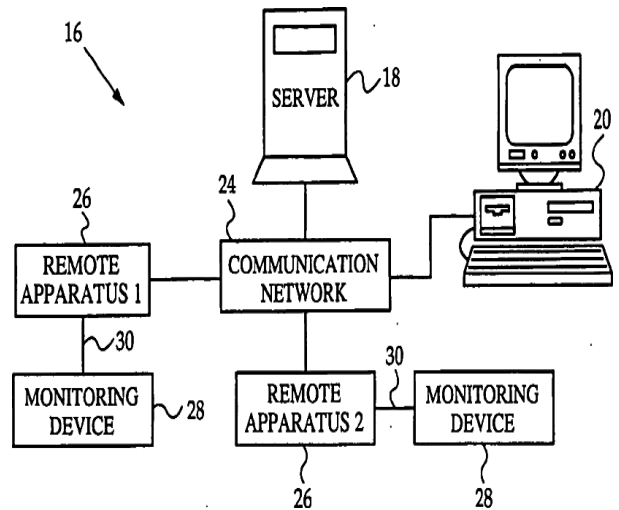 16
SERVER
18
20
26
24
REMOTE
APPARATUS 1
COMMUNICATION
NETWORK
30
MONITORING
DEVICE
28
REMOTE
APPARATUS 2
30
MONITORING
DEVICE
26
28